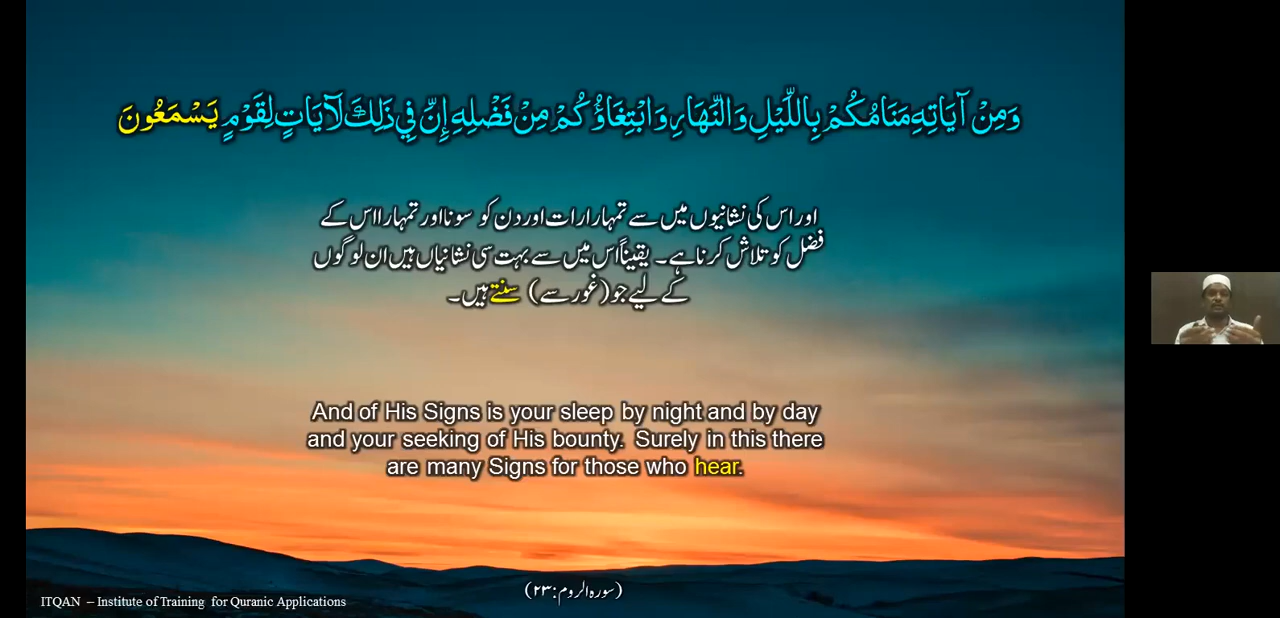 وَمِنْ آيَاتِهِ مَنَامُكُمْ بِاللَّيْلِ وَالنَّهَارِ وَابْتِغَاؤُكُمْ مِنْ فَضْلِهِ إِنَّ فِي ذَلِكَ لَآيَاتٍ لِقَوْمٍ يَسْمَعُونَ
اور اس کی نشانیوں میں سے تمہارا رات اور دن کو سونا اور تمہارا اس کے
فضل کو تلاش کرنا ہے۔ یقیناً اس میں سے بہت سی نشانیاں ہیں ان لوگوں
کے لیے جو (غور سے) سنتے ہیں۔
And of His Signs is your sleep by night and by day
and your seeking of His bounty. Surely in this there
are many Signs for those who hear.
(سورہ الروم: ۲۳)
ITQAN – Institute of Training for Quranic Applications